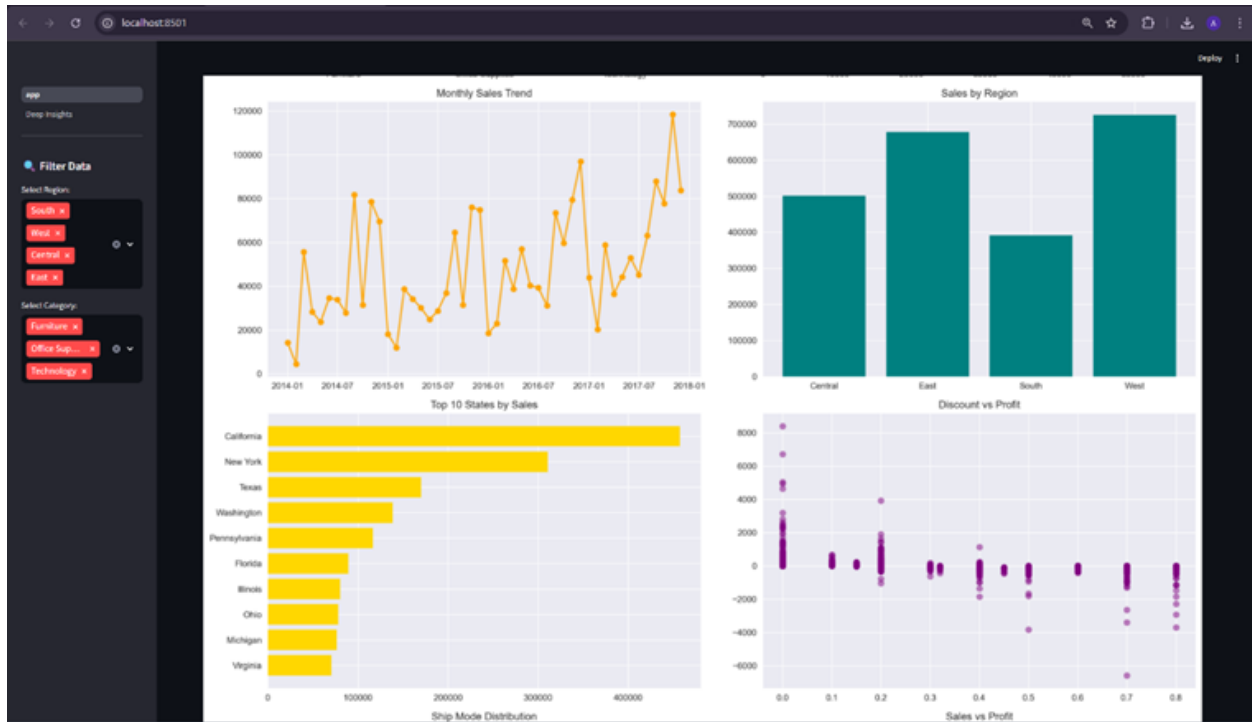 localhost:8501
Deploy
app
Deep Insights
Filter Data
Select Region:
South ×
West ×
Central ×
East ×
Select Category:
Furniture ×
Office Sup... ×
Technology ×
Monthly Sales Trend
120000
100000
80000
60000
40000
20000
0
2014-01 2014-07 2015-01 2015-07 2016-01 2016-07 2017-01 2017-07 2018-01
Sales by Region
700000
600000
500000
400000
300000
200000
100000
0
Central East South West
Top 10 States by Sales
California
New York
Texas
Washington
Pennsylvania
Florida
Illinois
Ohio
Michigan
Virginia
0 100000 200000 300000 400000
Ship Mode Distribution
Discount vs Profit
8000
6000
4000
2000
0
−2000
−4000
−6000
0.0 0.1 0.2 0.3 0.4 0.5 0.6 0.7 0.8
Sales vs Profit